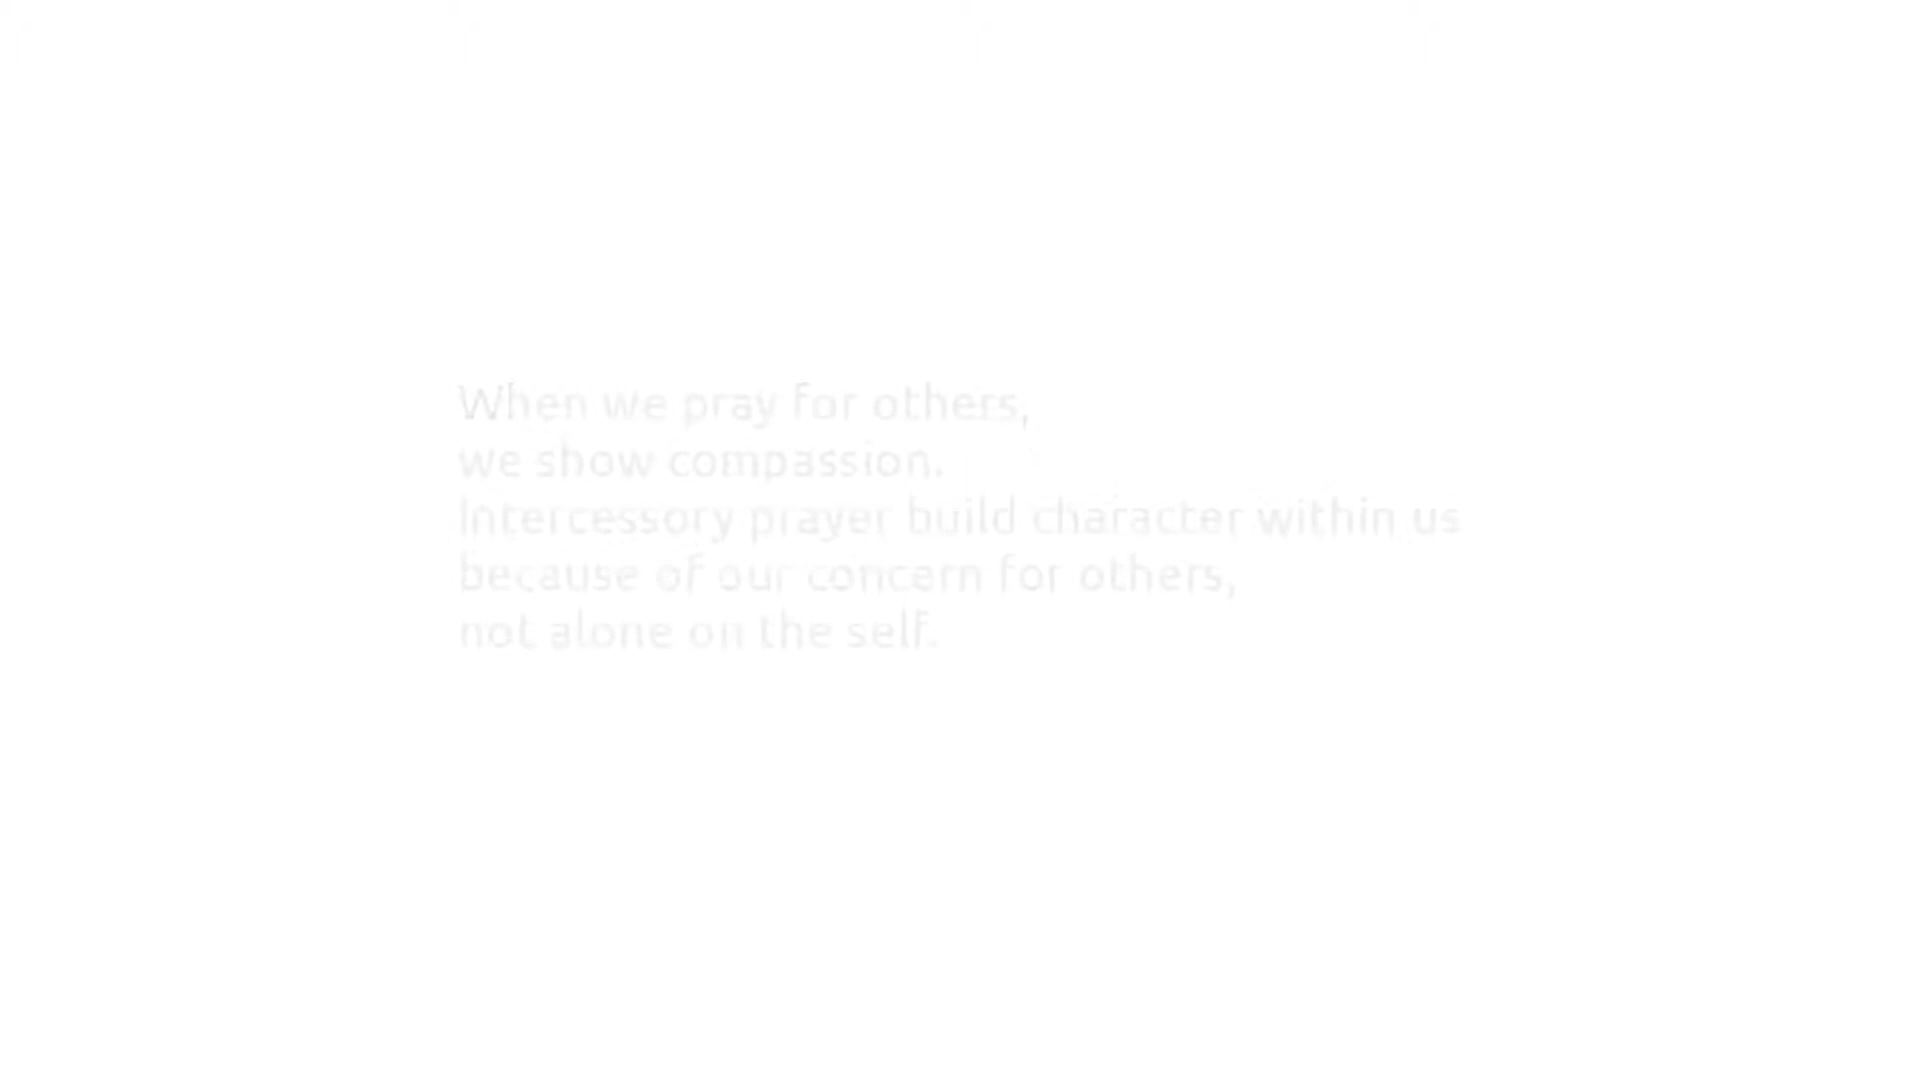 When we pray for others,
we show compassion.
Intercessory prayer build character within us
because of our concern for others,
not alone on the self.